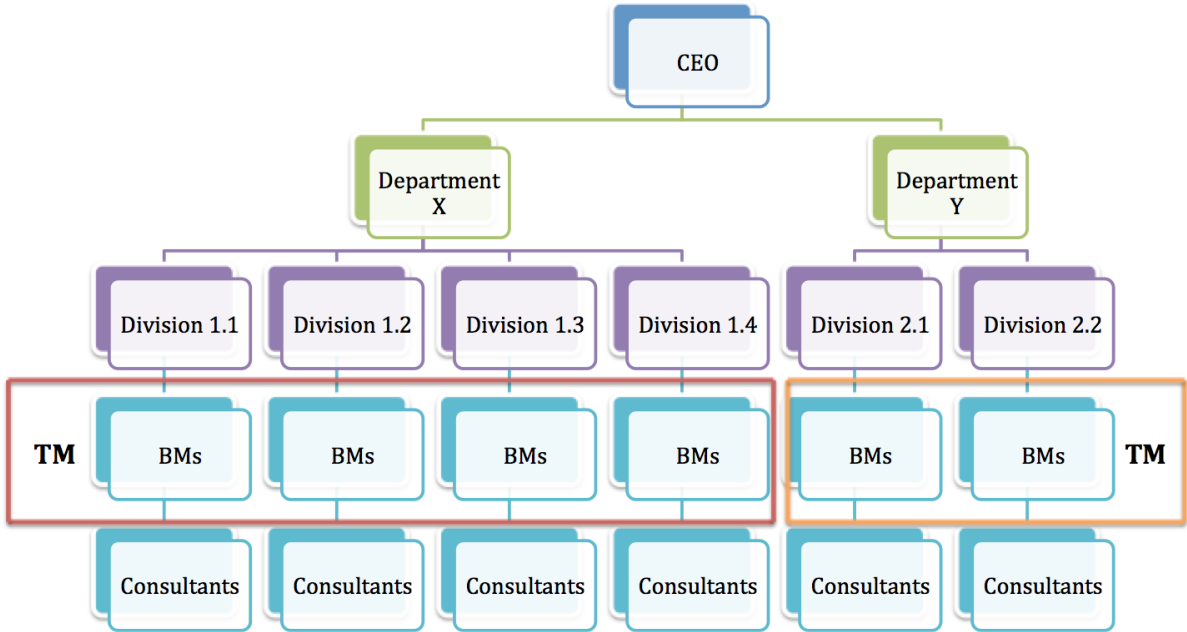 CEO
Department
X
Department
Y
Division 1.1
Division 1.2
Division 1.3
Division 1.4
Division 2.1
Division 2.2
TM
BMs
BMs
BMs
BMs
BMs
BMs
TM
Consultants
Consultants
Consultants
Consultants
Consultants
Consultants